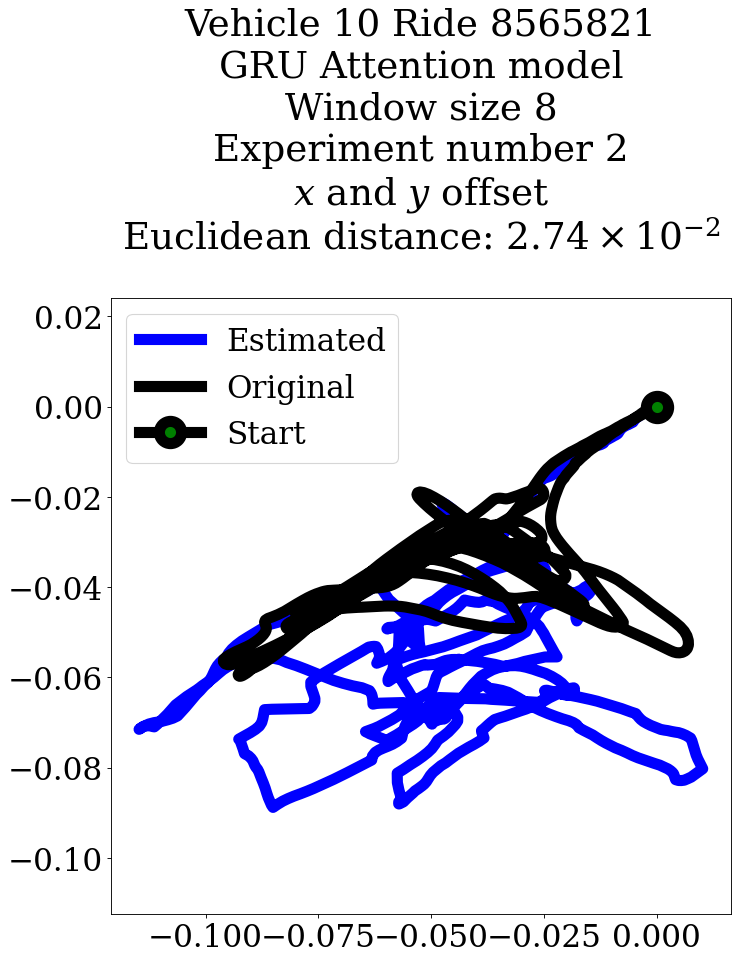 Vehicle 10 Ride 8565821
GRU Attention model
Window size 8
Experiment number 2
x and y offset
Euclidean distance: 2.74 × 10⁻²
Estimated
Original
Start
0.02
0.00
−0.02
−0.04
−0.06
−0.08
−0.10
−0.100 −0.075 −0.050 −0.025 0.000